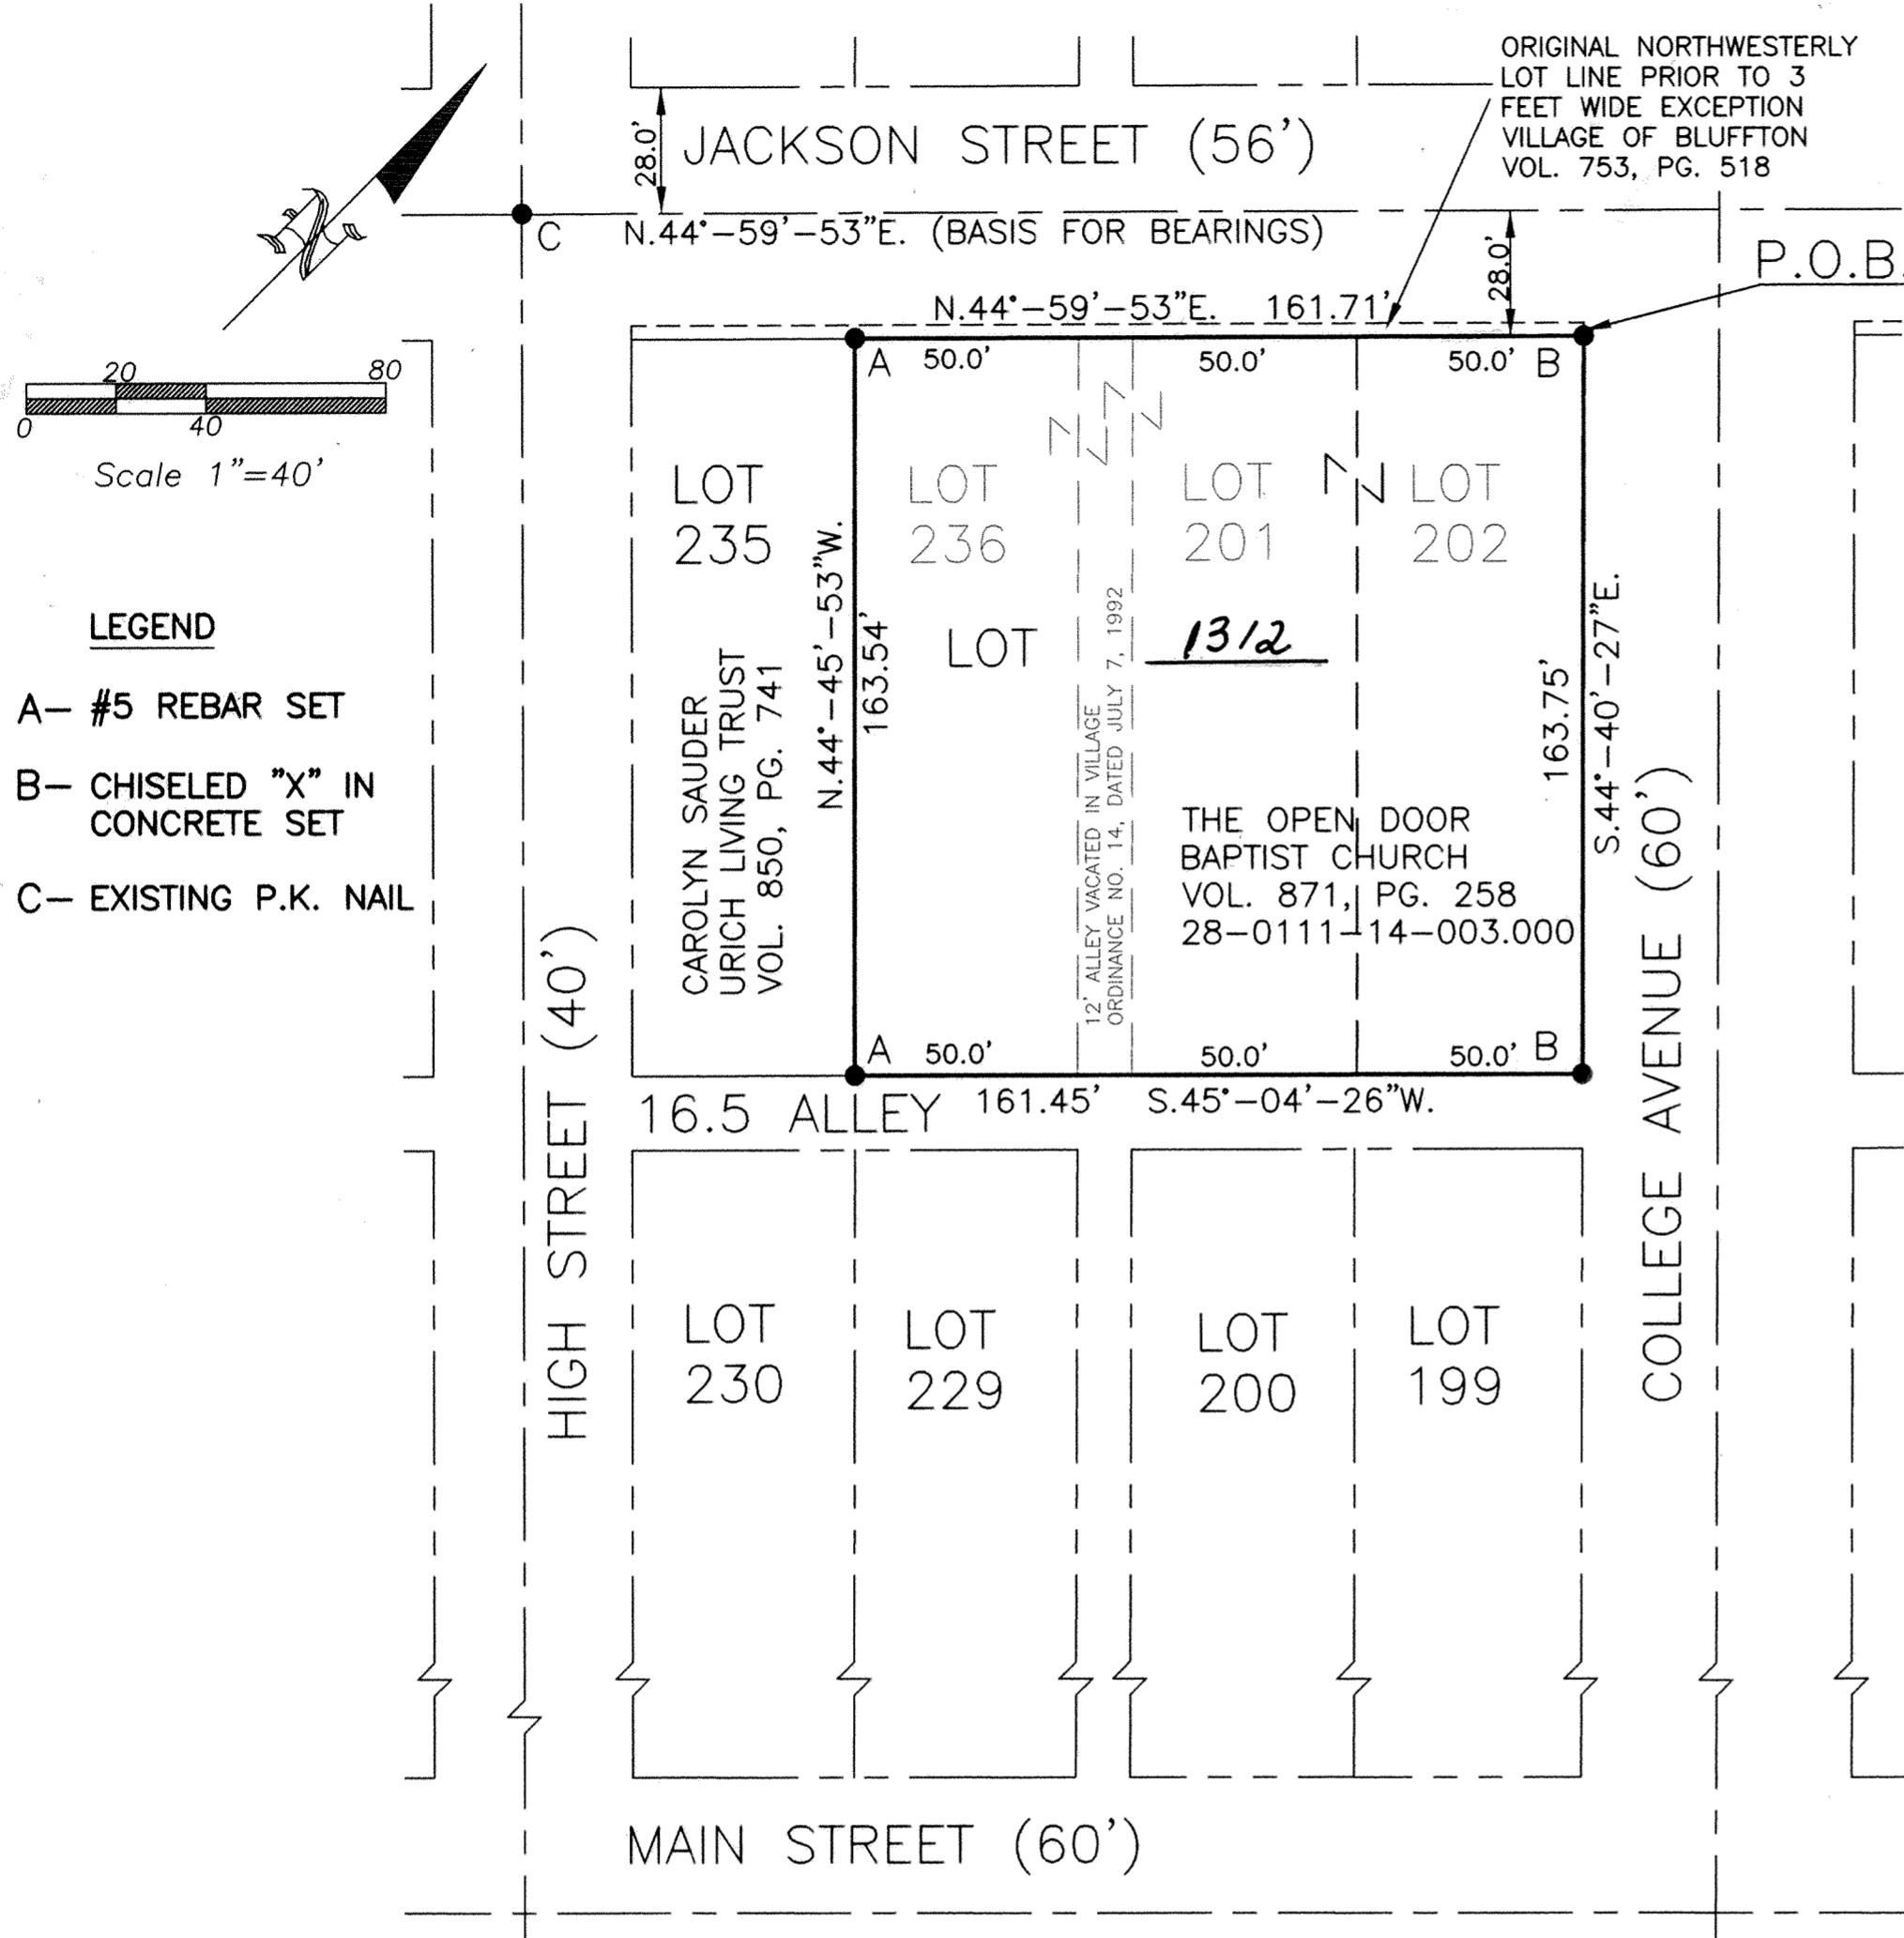 ORIGINAL NORTHWESTERLY
LOT LINE PRIOR TO 3
FEET WIDE EXCEPTION
VILLAGE OF BLUFFTON
VOL. 753, PG. 518
28.0'
JACKSON STREET (56')
C
N.44°-59'-53"E. (BASIS FOR BEARINGS)
28.0'
P.O.B.
N.44°-59'-53"E. 161.71'
A
50.0'
50.0'
50.0'
B
20
80
0
40
Scale 1"=40'
LOT
235
LOT
236
LOT
201
LOT
202
N.44°-45'-53"W.
163.54'
LOT
1312
163.75'
S.44°-40'-27"E.
LEGEND
A- #5 REBAR SET
B- CHISELED "X" IN
CONCRETE SET
C- EXISTING P.K. NAIL
CAROLYN SAUDER
URICH LIVING TRUST
VOL. 850, PG. 741
12' ALLEY VACATED IN VILLAGE
ORDINANCE NO. 14, DATED JULY 7, 1992
THE OPEN DOOR
BAPTIST CHURCH
VOL. 871, PG. 258
28-0111-14-003.000
HIGH STREET (40')
COLLEGE AVENUE (60')
A
50.0'
50.0'
50.0'
B
16.5 ALLEY
161.45'
S.45°-04'-26"W.
LOT
230
LOT
229
LOT
200
LOT
199
MAIN STREET (60')